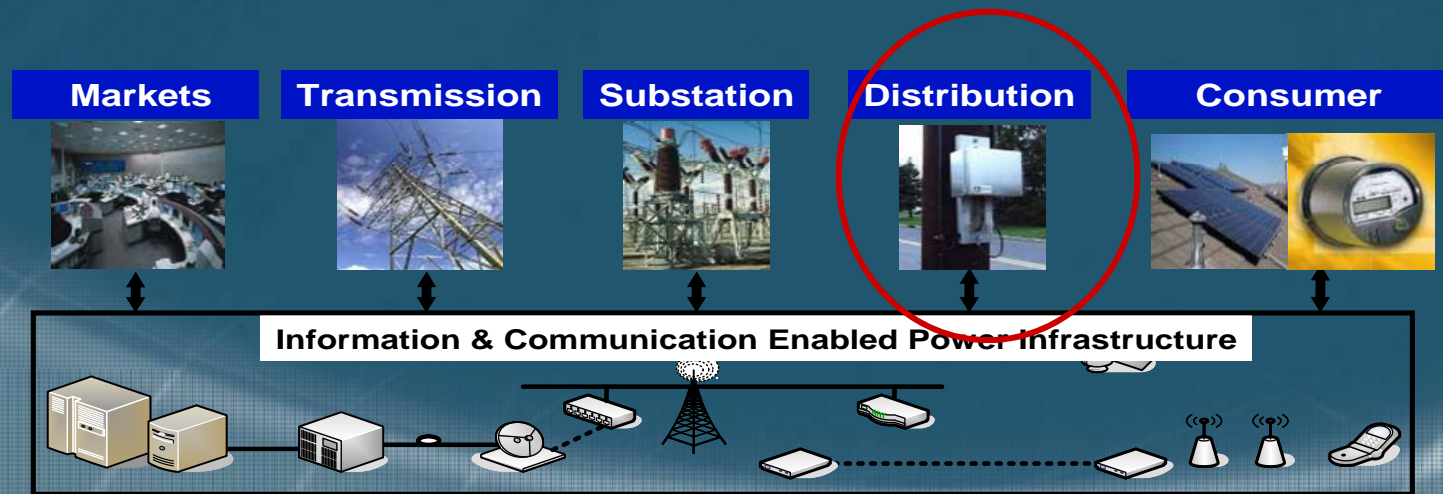 Markets
Transmission
Substation
Distribution
Consumer
Information & Communication Enabled Power Infrastructure